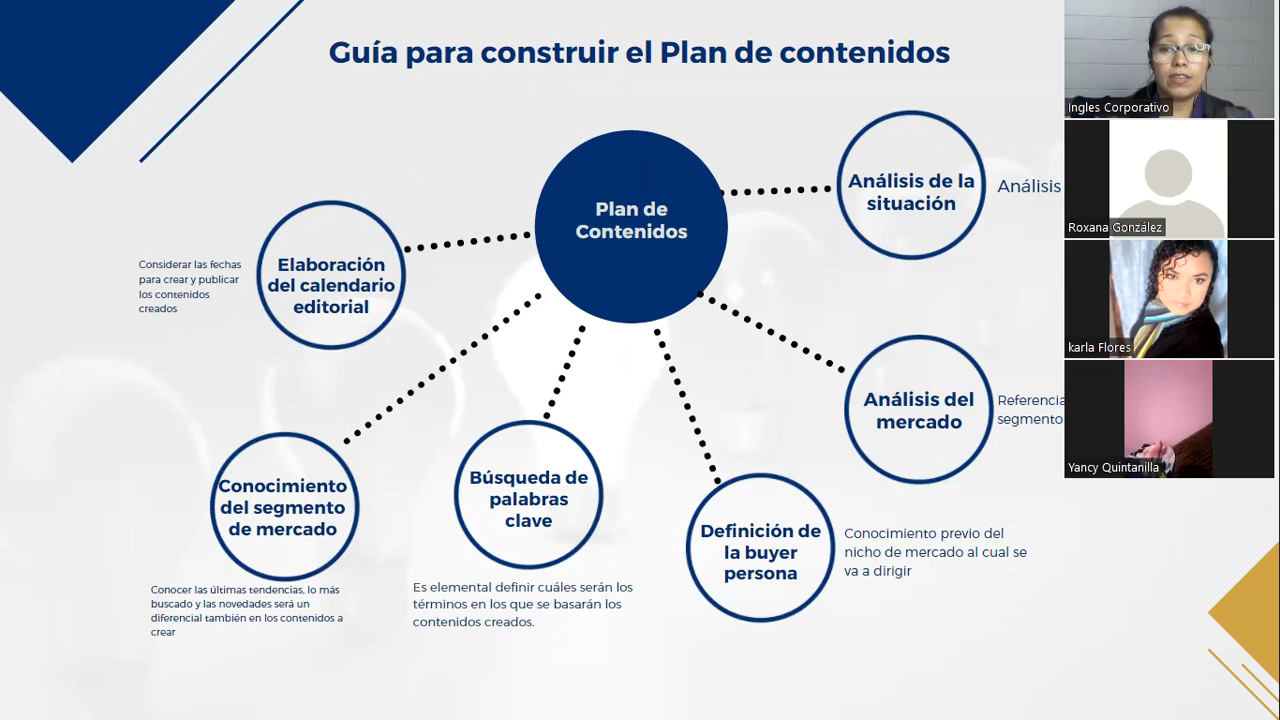 Guía para construir el Plan de contenidos
Plan de
Contenidos
Análisis de la
situación
Análisis
Análisis del
mercado
Referencia
segmento
Definición de
la buyer
persona
Conocimiento previo del
nicho de mercado al cual se
va a dirigir
Búsqueda de
palabras
clave
Es elemental definir cuáles serán los
términos en los que se basarán los
contenidos creados.
Conocimiento
del segmento
de mercado
Conocer las últimas tendencias, lo más
buscado y las novedades será un
diferencial también en los contenidos a
crear
Elaboración
del calendario
editorial
Considerar las fechas
para crear y publicar
los contenidos
creados
Ingles Corporativo
Roxana González
karla Flores
Yancy Quintanilla